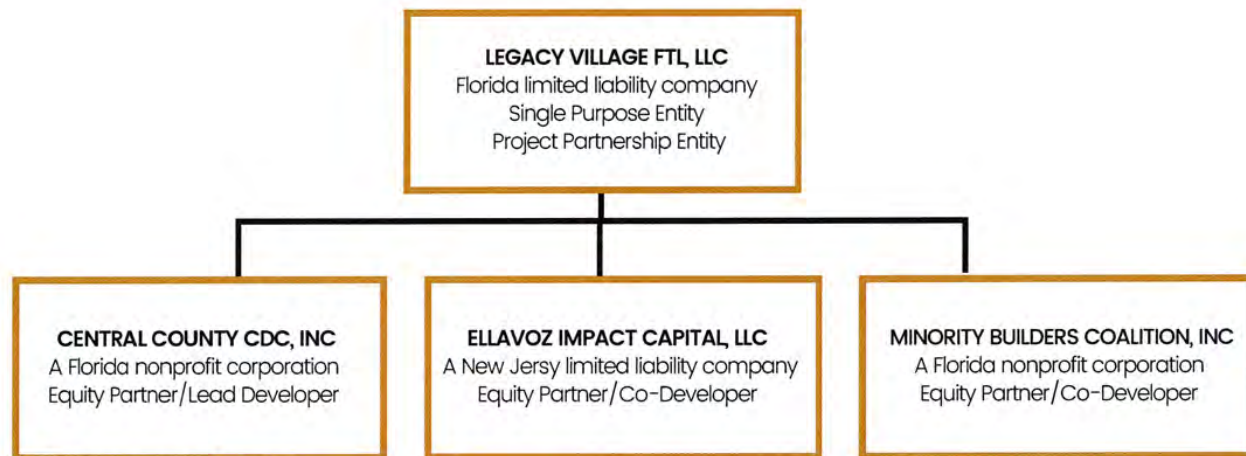 LEGACY VILLAGE FTL, LLC
Florida limited liability company
Single Purpose Entity
Project Partnership Entity
CENTRAL COUNTY CDC, INC
A Florida nonprofit corporation
Equity Partner/Lead Developer
ELLAVOZ IMPACT CAPITAL, LLC
A New Jersy limited liability company
Equity Partner/Co-Developer
MINORITY BUILDERS COALITION, INC
A Florida nonprofit corporation
Equity Partner/Co-Developer